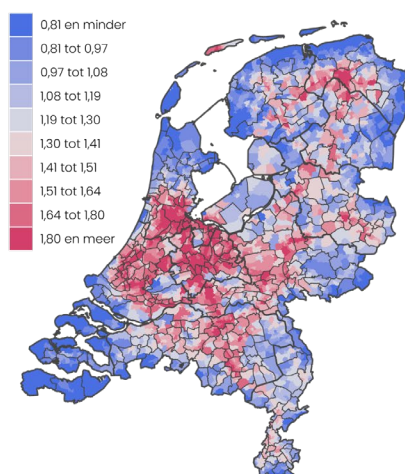 0,81 en minder
0,81 tot 0,97
0,97 tot 1,08
1,08 tot 1,19
1,19 tot 1,30
1,30 tot 1,41
1,41 tot 1,51
1,51 tot 1,64
1,64 tot 1,80
1,80 en meer